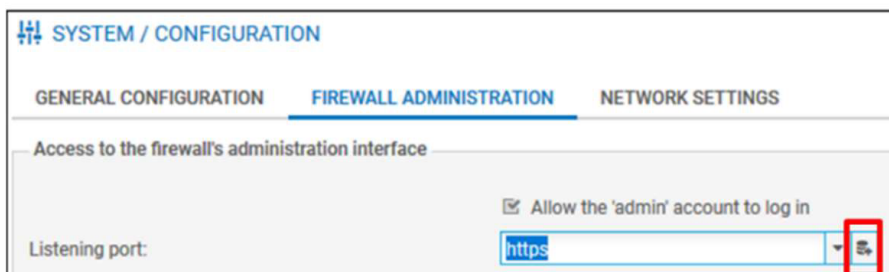 SYSTEM / CONFIGURATION
GENERAL CONFIGURATION FIREWALL ADMINISTRATION NETWORK SETTINGS
Access to the firewall's administration interface
Allow the 'admin' account to log in
Listening port: https